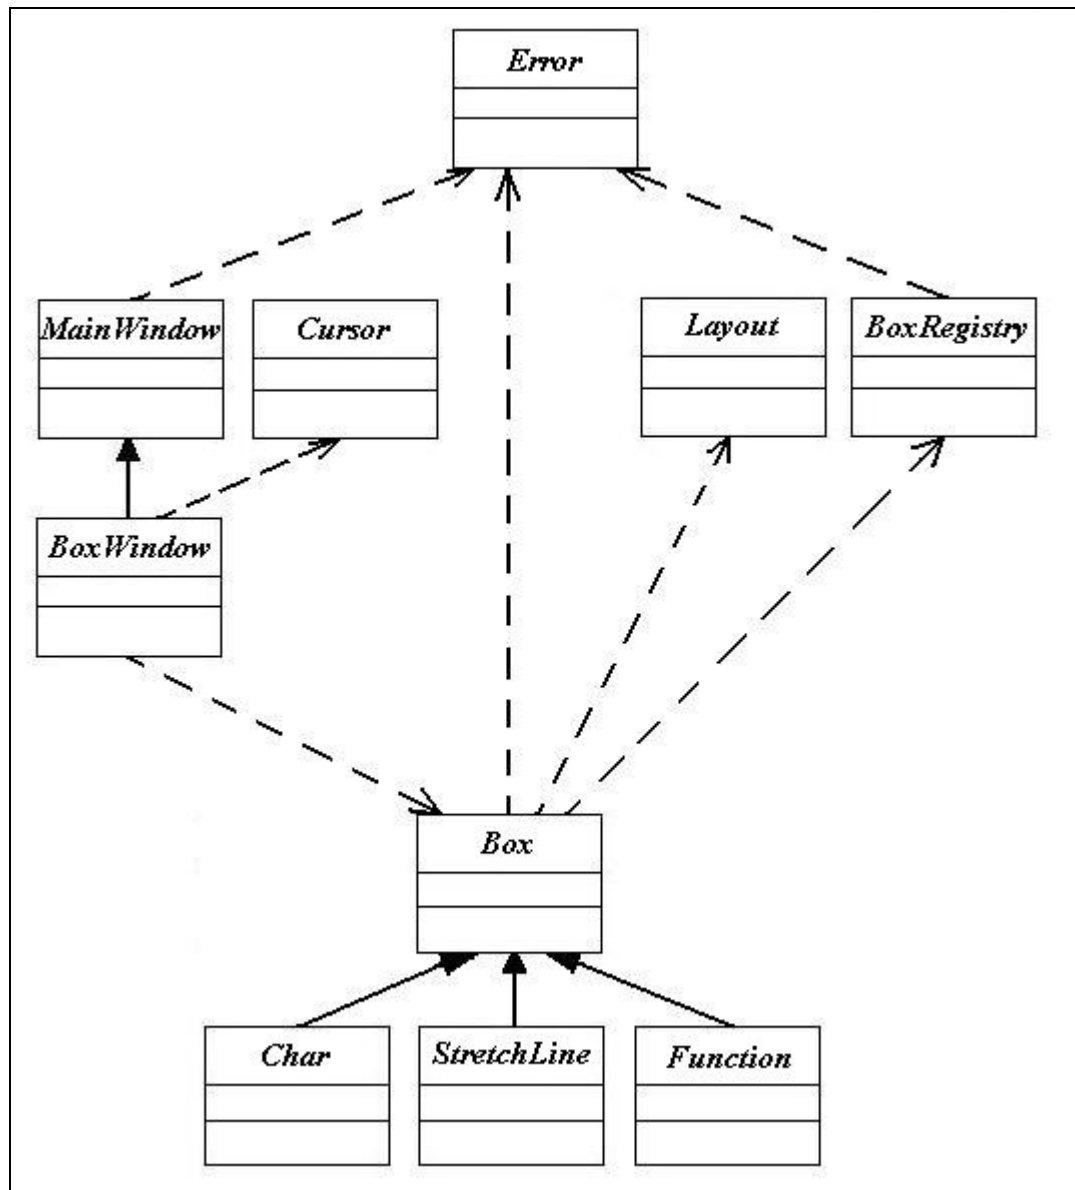 Error
MainWindow
Cursor
Layout
BoxRegistry
BoxWindow
Box
Char
StretchLine
Function